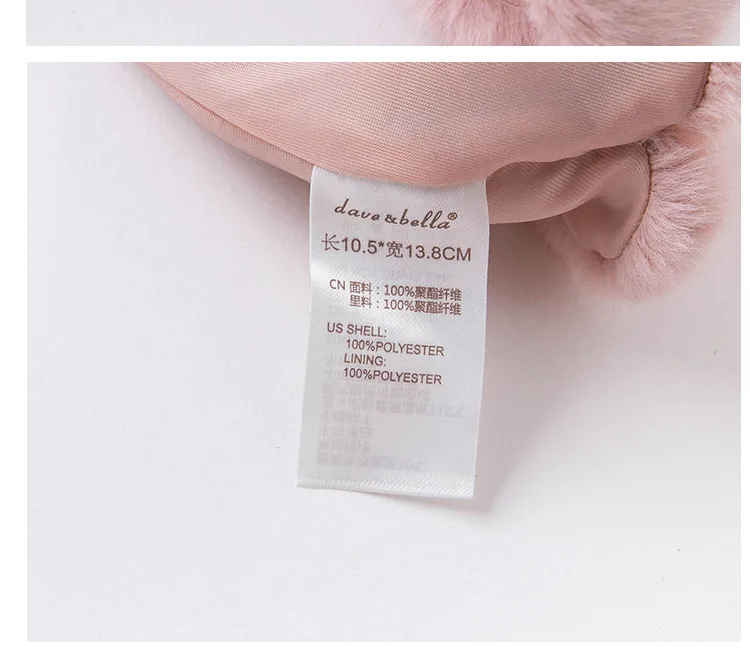 dave&bella®
长10.5*宽13.8CM
CN 面料：100%聚酯纤维
里料：100%聚酯纤维
US SHELL:
100%POLYESTER
LINING:
100%POLYESTER